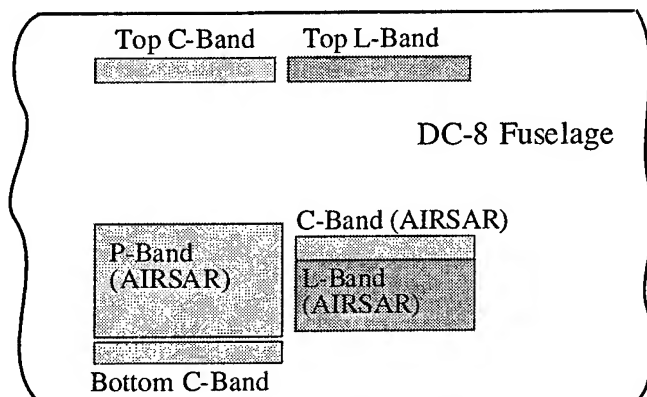 Top C-Band
Top L-Band
DC-8 Fuselage
C-Band (AIRSAR)
P-Band
(AIRSAR)
L-Band
(AIRSAR)
Bottom C-Band